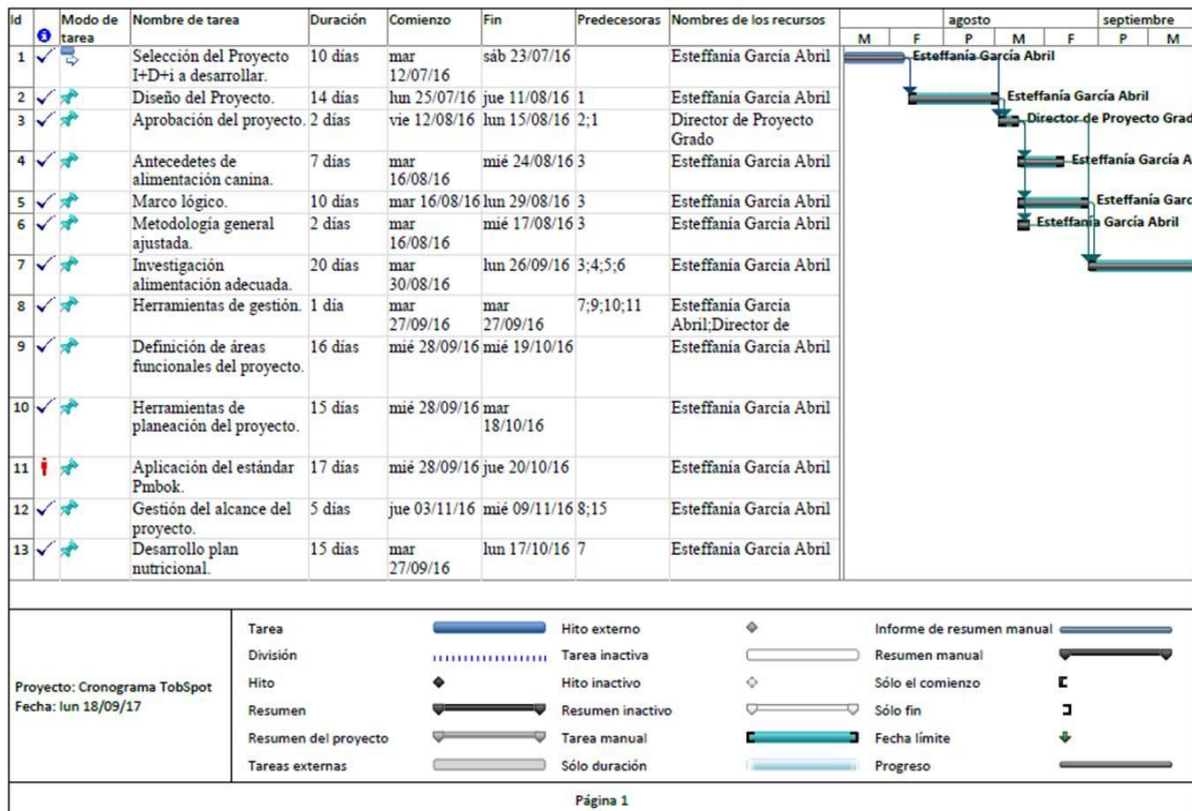 Id Modo de tarea Nombre de tarea Duración Comienzo Fin Predecesoras Nombres de los recursos agosto septiembre
M F P M F P M
1 Selección del Proyecto I+D+i a desarrollar. 10 días mar 12/07/16 sáb 23/07/16 Esteffanía García Abril Esteffanía García Abril
2 Diseño del Proyecto. 14 días lun 25/07/16 jue 11/08/16 1 Esteffanía García Abril Esteffanía García Abril
3 Aprobación del proyecto. 2 días vie 12/08/16 lun 15/08/16 2;1 Director de Proyecto Grado Director de Proyecto Grad
4 Antecedetes de alimentación canina. 7 días mar 16/08/16 mié 24/08/16 3 Esteffanía García Abril Esteffanía García A
5 Marco lógico. 10 días mar 16/08/16 lun 29/08/16 3 Esteffanía García Abril Esteffanía Garc
6 Metodología general ajustada. 2 días mar 16/08/16 mié 17/08/16 3 Esteffanía García Abril Esteffanía García Abril
7 Investigación alimentación adecuada. 20 días mar 30/08/16 lun 26/09/16 3;4;5;6 Esteffanía García Abril
8 Herramientas de gestión. 1 día mar 27/09/16 mar 27/09/16 7;9;10;11 Esteffanía García Abril;Director de
9 Definición de áreas funcionales del proyecto. 16 días mié 28/09/16 mié 19/10/16 Esteffanía García Abril
10 Herramientas de planeación del proyecto. 15 días mié 28/09/16 mar 18/10/16 Esteffanía García Abril
11 Aplicación del estándar Pmbok. 17 días mié 28/09/16 jue 20/10/16 Esteffanía García Abril
12 Gestión del alcance del proyecto. 5 días jue 03/11/16 mié 09/11/16 8;15 Esteffanía García Abril
13 Desarrollo plan nutricional. 15 días mar 27/09/16 lun 17/10/16 7 Esteffanía García Abril
Proyecto: Cronograma TobSpot
Fecha: lun 18/09/17
Tarea Hito externo Informe de resumen manual
División Tarea inactiva Resumen manual
Hito Hito inactivo Sólo el comienzo
Resumen Resumen inactivo Sólo fin
Resumen del proyecto Tarea manual Fecha límite
Tareas externas Sólo duración Progreso
Página 1